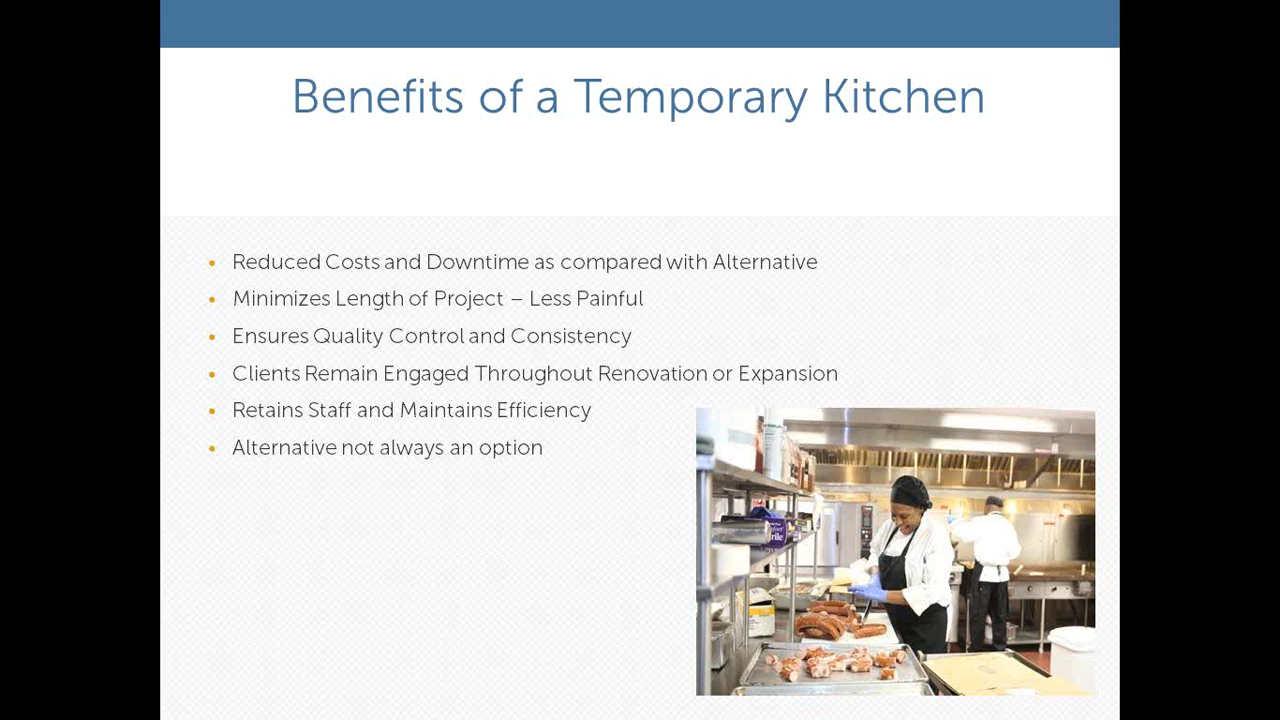 Benefits of a Temporary Kitchen
Reduced Costs and Downtime as compared with Alternative
Minimizes Length of Project – Less Painful
Ensures Quality Control and Consistency
Clients Remain Engaged Throughout Renovation or Expansion
Retains Staff and Maintains Efficiency
Alternative not always an option